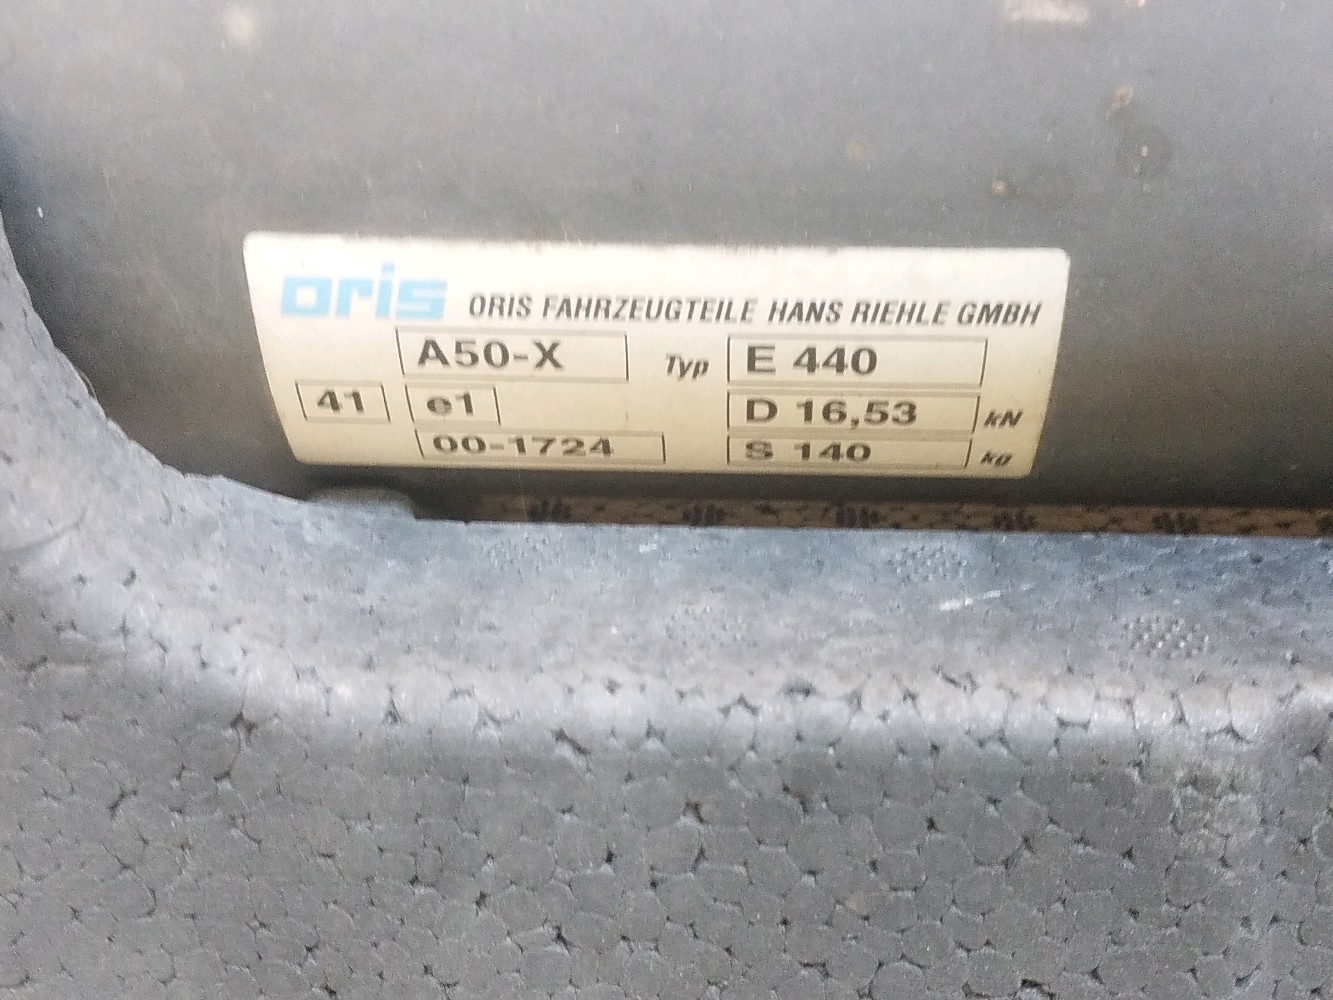 oris ORIS FAHRZEUGTEILE HANS RIEHLE GMBH
A50-X Typ E 440
41 e1 D 16,53 kN
00-1724 S 140 kg